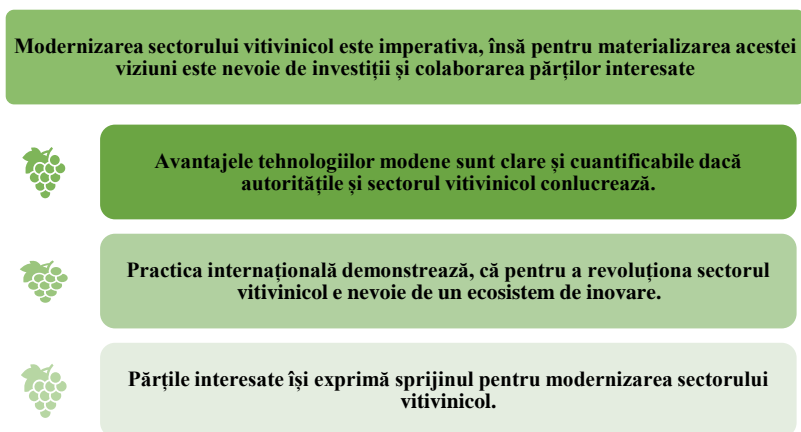 Modernizarea sectorului vitivinicol este imperativa, însă pentru materializarea acestei
viziuni este nevoie de investiții și colaborarea părților interesate
Avantajele tehnologiilor modene sunt clare și cuantificabile dacă
autoritățile și sectorul vitivinicol conlucrează.
Practica internațională demonstrează, că pentru a revoluționa sectorul
vitivinicol e nevoie de un ecosistem de inovare.
Părțile interesate își exprimă sprijinul pentru modernizarea sectorului
vitivinicol.